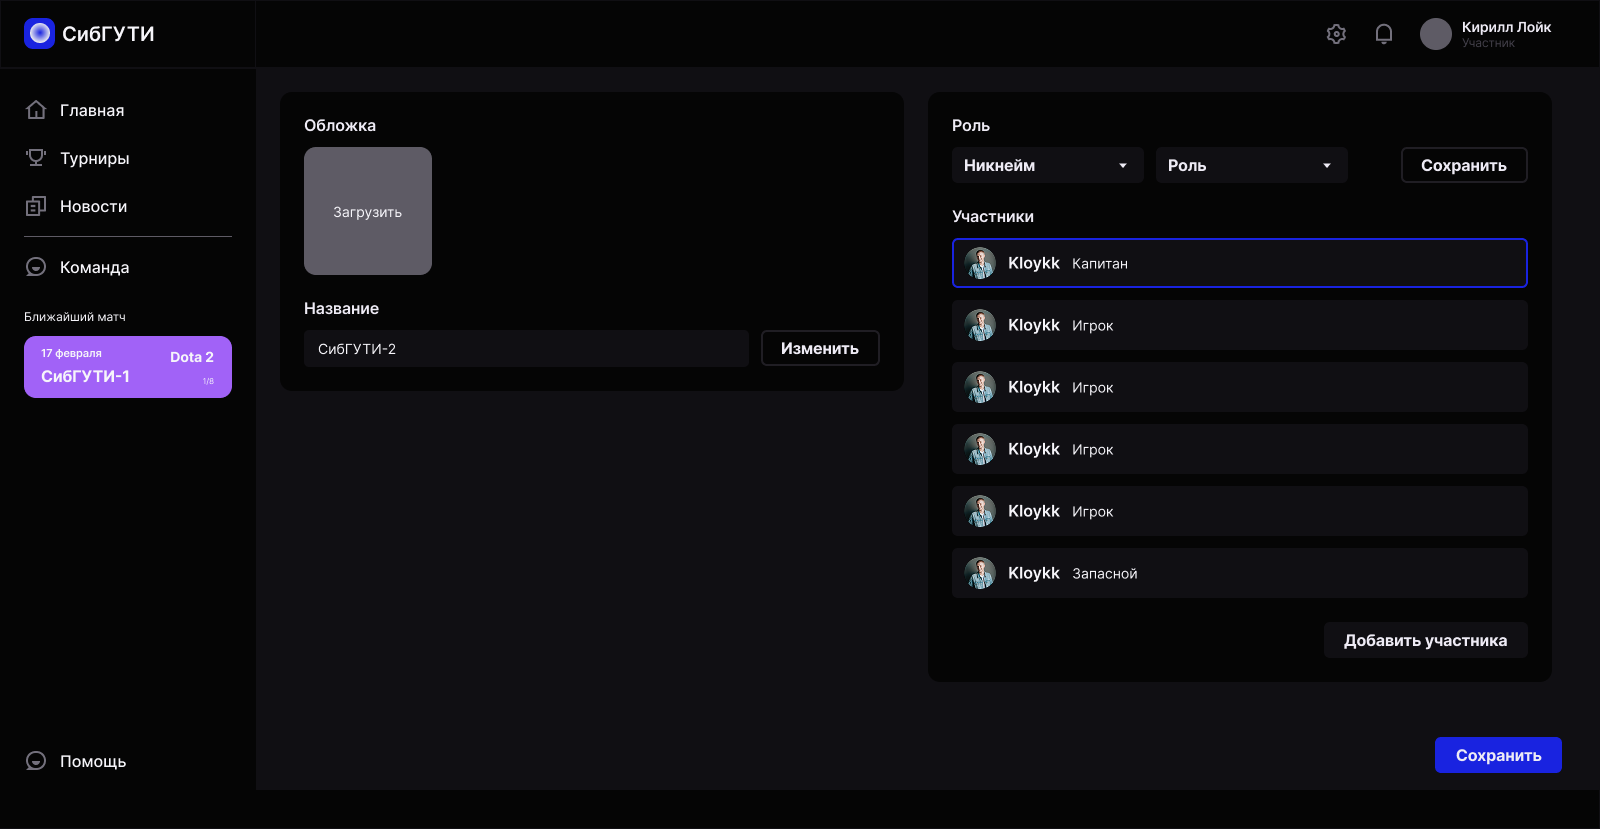 СибГУТИ
Кирилл Лойк
Участник
Главная
Турниры
Новости
Команда
Ближайший матч
17 февраля
Dota 2
СибГУТИ-1
1/8
Помощь
Обложка
Загрузить
Название
СибГУТИ-2
Изменить
Роль
Никнейм
Роль
Сохранить
Участники
Kloykk Капитан
Kloykk Игрок
Kloykk Игрок
Kloykk Игрок
Kloykk Игрок
Kloykk Запасной
Добавить участника
Сохранить